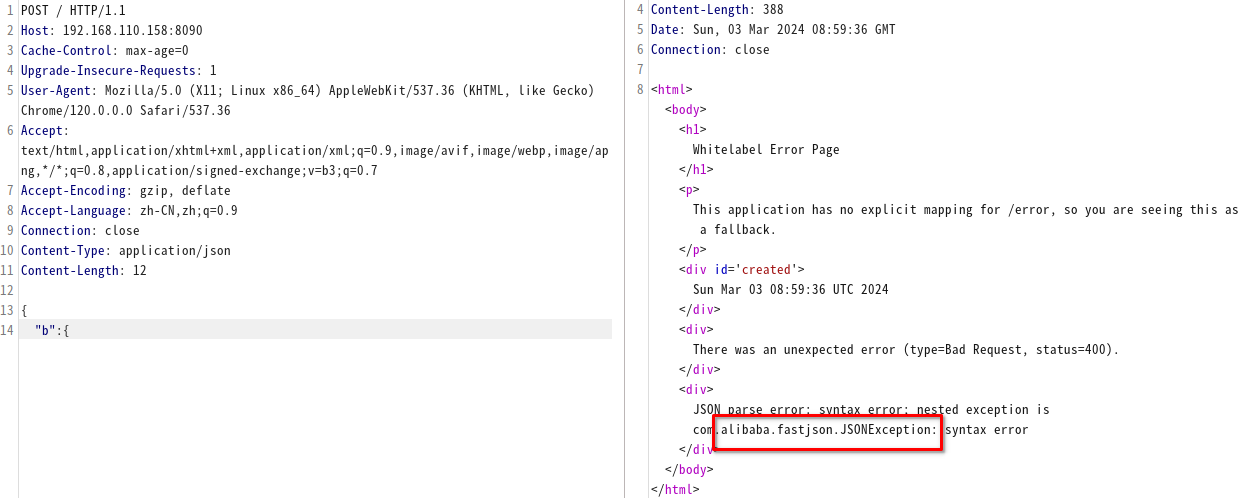 1 POST / HTTP/1.1
2 Host: 192.168.110.158:8090
3 Cache-Control: max-age=0
4 Upgrade-Insecure-Requests: 1
5 User-Agent: Mozilla/5.0 (X11; Linux x86_64) AppleWebKit/537.36 (KHTML, like Gecko)
Chrome/120.0.0.0 Safari/537.36
6 Accept:
text/html,application/xhtml+xml,application/xml;q=0.9,image/avif,image/webp,image/ap
ng,*/*;q=0.8,application/signed-exchange;v=b3;q=0.7
7 Accept-Encoding: gzip, deflate
8 Accept-Language: zh-CN,zh;q=0.9
9 Connection: close
10 Content-Type: application/json
11 Content-Length: 12
12
13 {
14 "b":{
4 Content-Length: 388
5 Date: Sun, 03 Mar 2024 08:59:36 GMT
6 Connection: close
7
8 <html>
<body>
<h1>
Whitelabel Error Page
</h1>
<p>
This application has no explicit mapping for /error, so you are seeing this as
a fallback.
</p>
<div id='created'>
Sun Mar 03 08:59:36 UTC 2024
</div>
<div>
There was an unexpected error (type=Bad Request, status=400).
</div>
<div>
JSON parse error: syntax error; nested exception is
com.alibaba.fastjson.JSONException: syntax error
</div>
</body>
</html>